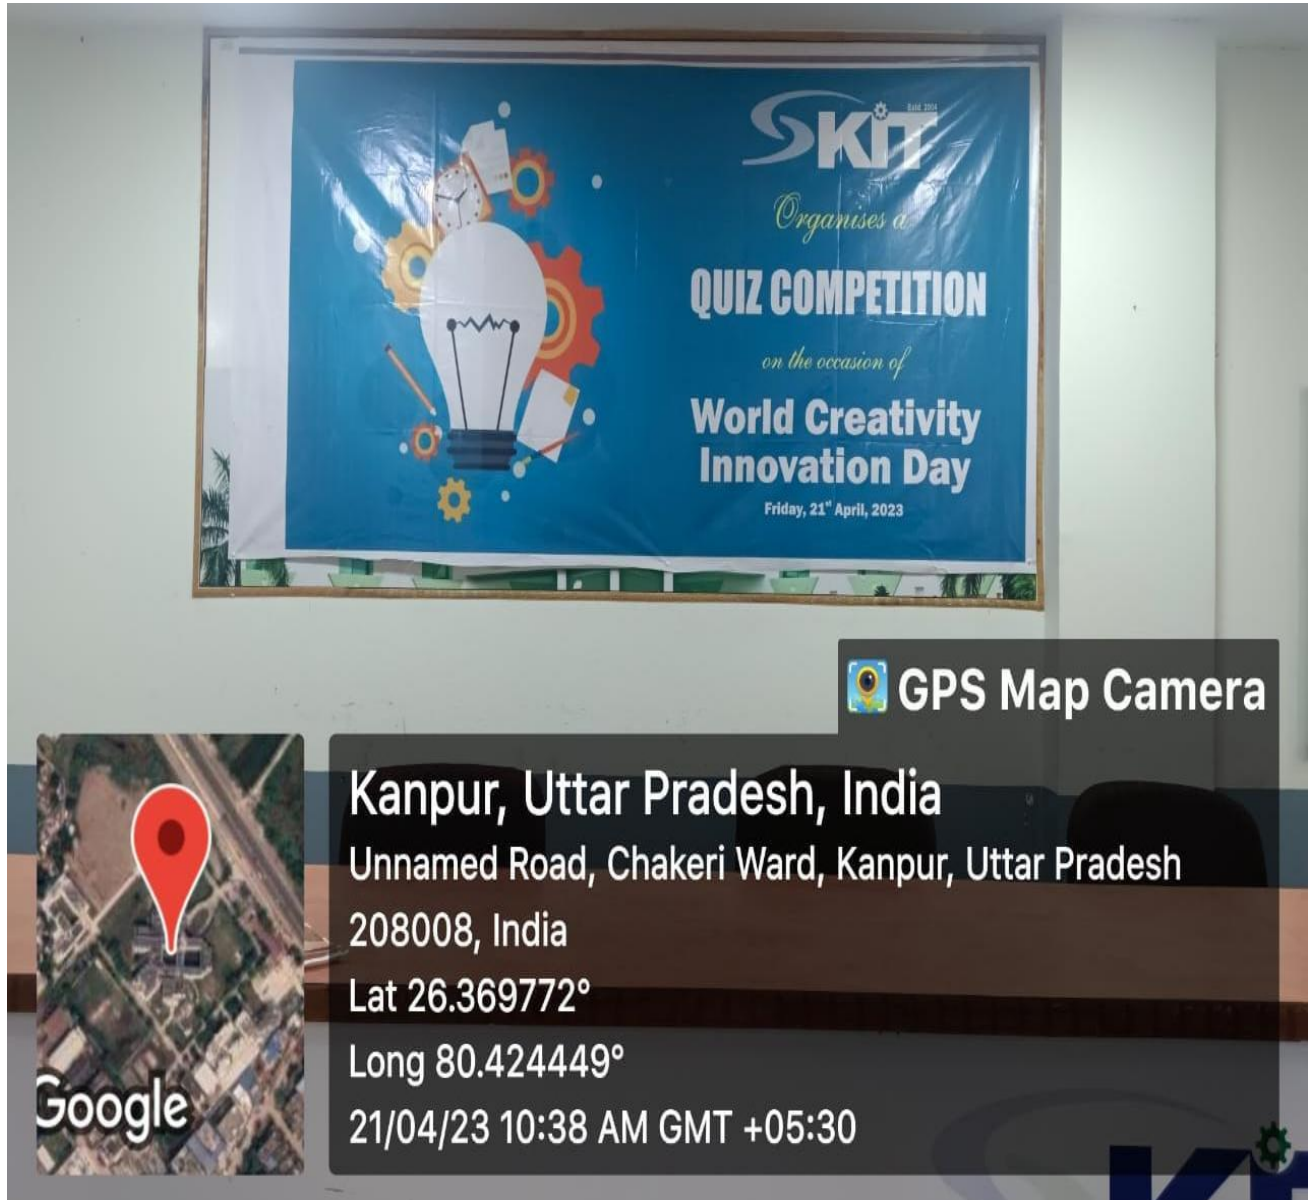 Estd. 2004
SKIT
Organises a
QUIZ COMPETITION
on the occasion of
World Creativity
Innovation Day
Friday, 21st April, 2023
GPS Map Camera
Kanpur, Uttar Pradesh, India
Unnamed Road, Chakeri Ward, Kanpur, Uttar Pradesh
208008, India
Lat 26.369772°
Long 80.424449°
21/04/23 10:38 AM GMT +05:30
Google